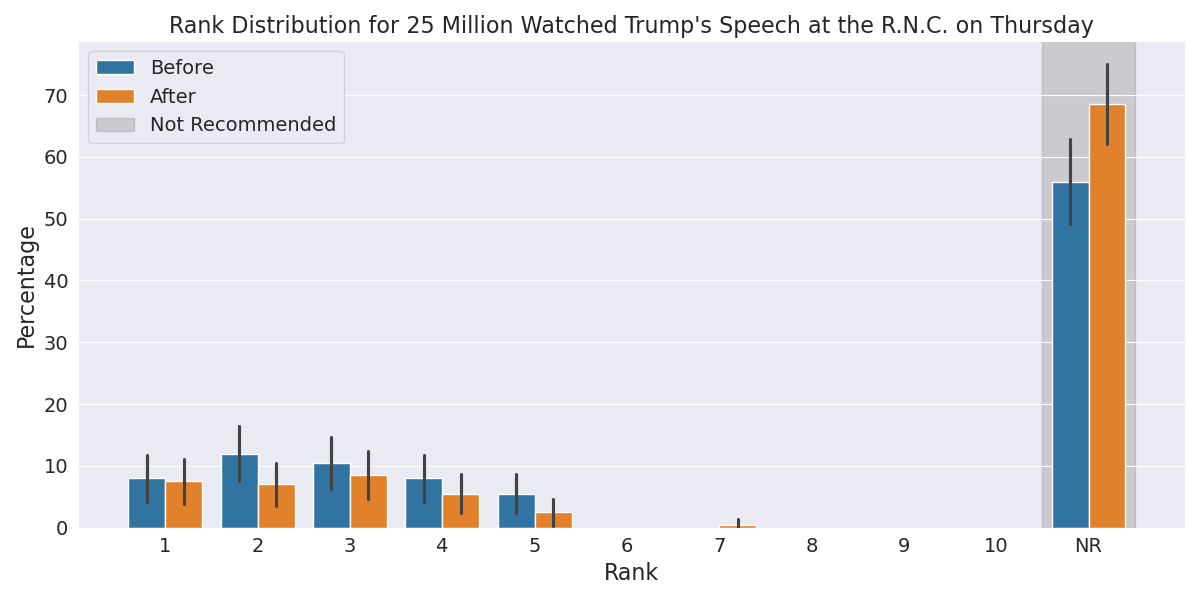 Rank Distribution for 25 Million Watched Trump's Speech at the R.N.C. on Thursday
Before
After
Not Recommended
Percentage
70
60
50
40
30
20
10
0
1 2 3 4 5 6 7 8 9 10 NR
Rank